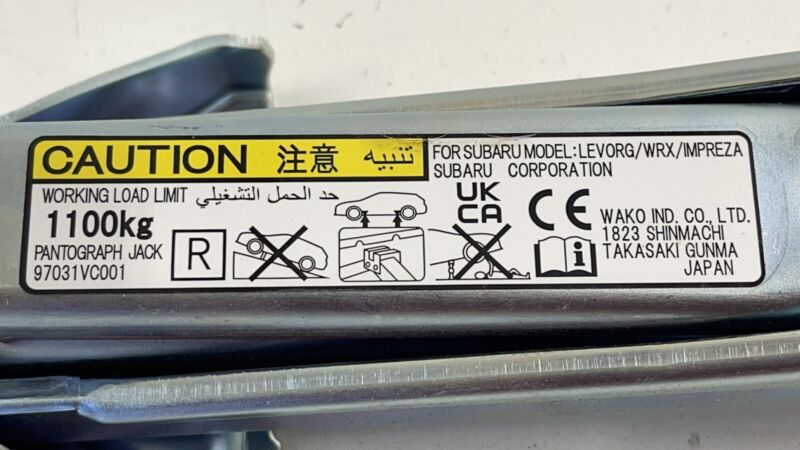 CAUTION 注意 تنبيه
FOR SUBARU MODEL:LEVORG/WRX/IMPREZA
SUBARU CORPORATION
WORKING LOAD LIMIT حد الحمل التشغيلي
1100kg
PANTOGRAPH JACK
97031VC001
R
UK
CA
CE
i
WAKO IND. CO., LTD.
1823 SHINMACHI
TAKASAKI GUNMA
JAPAN